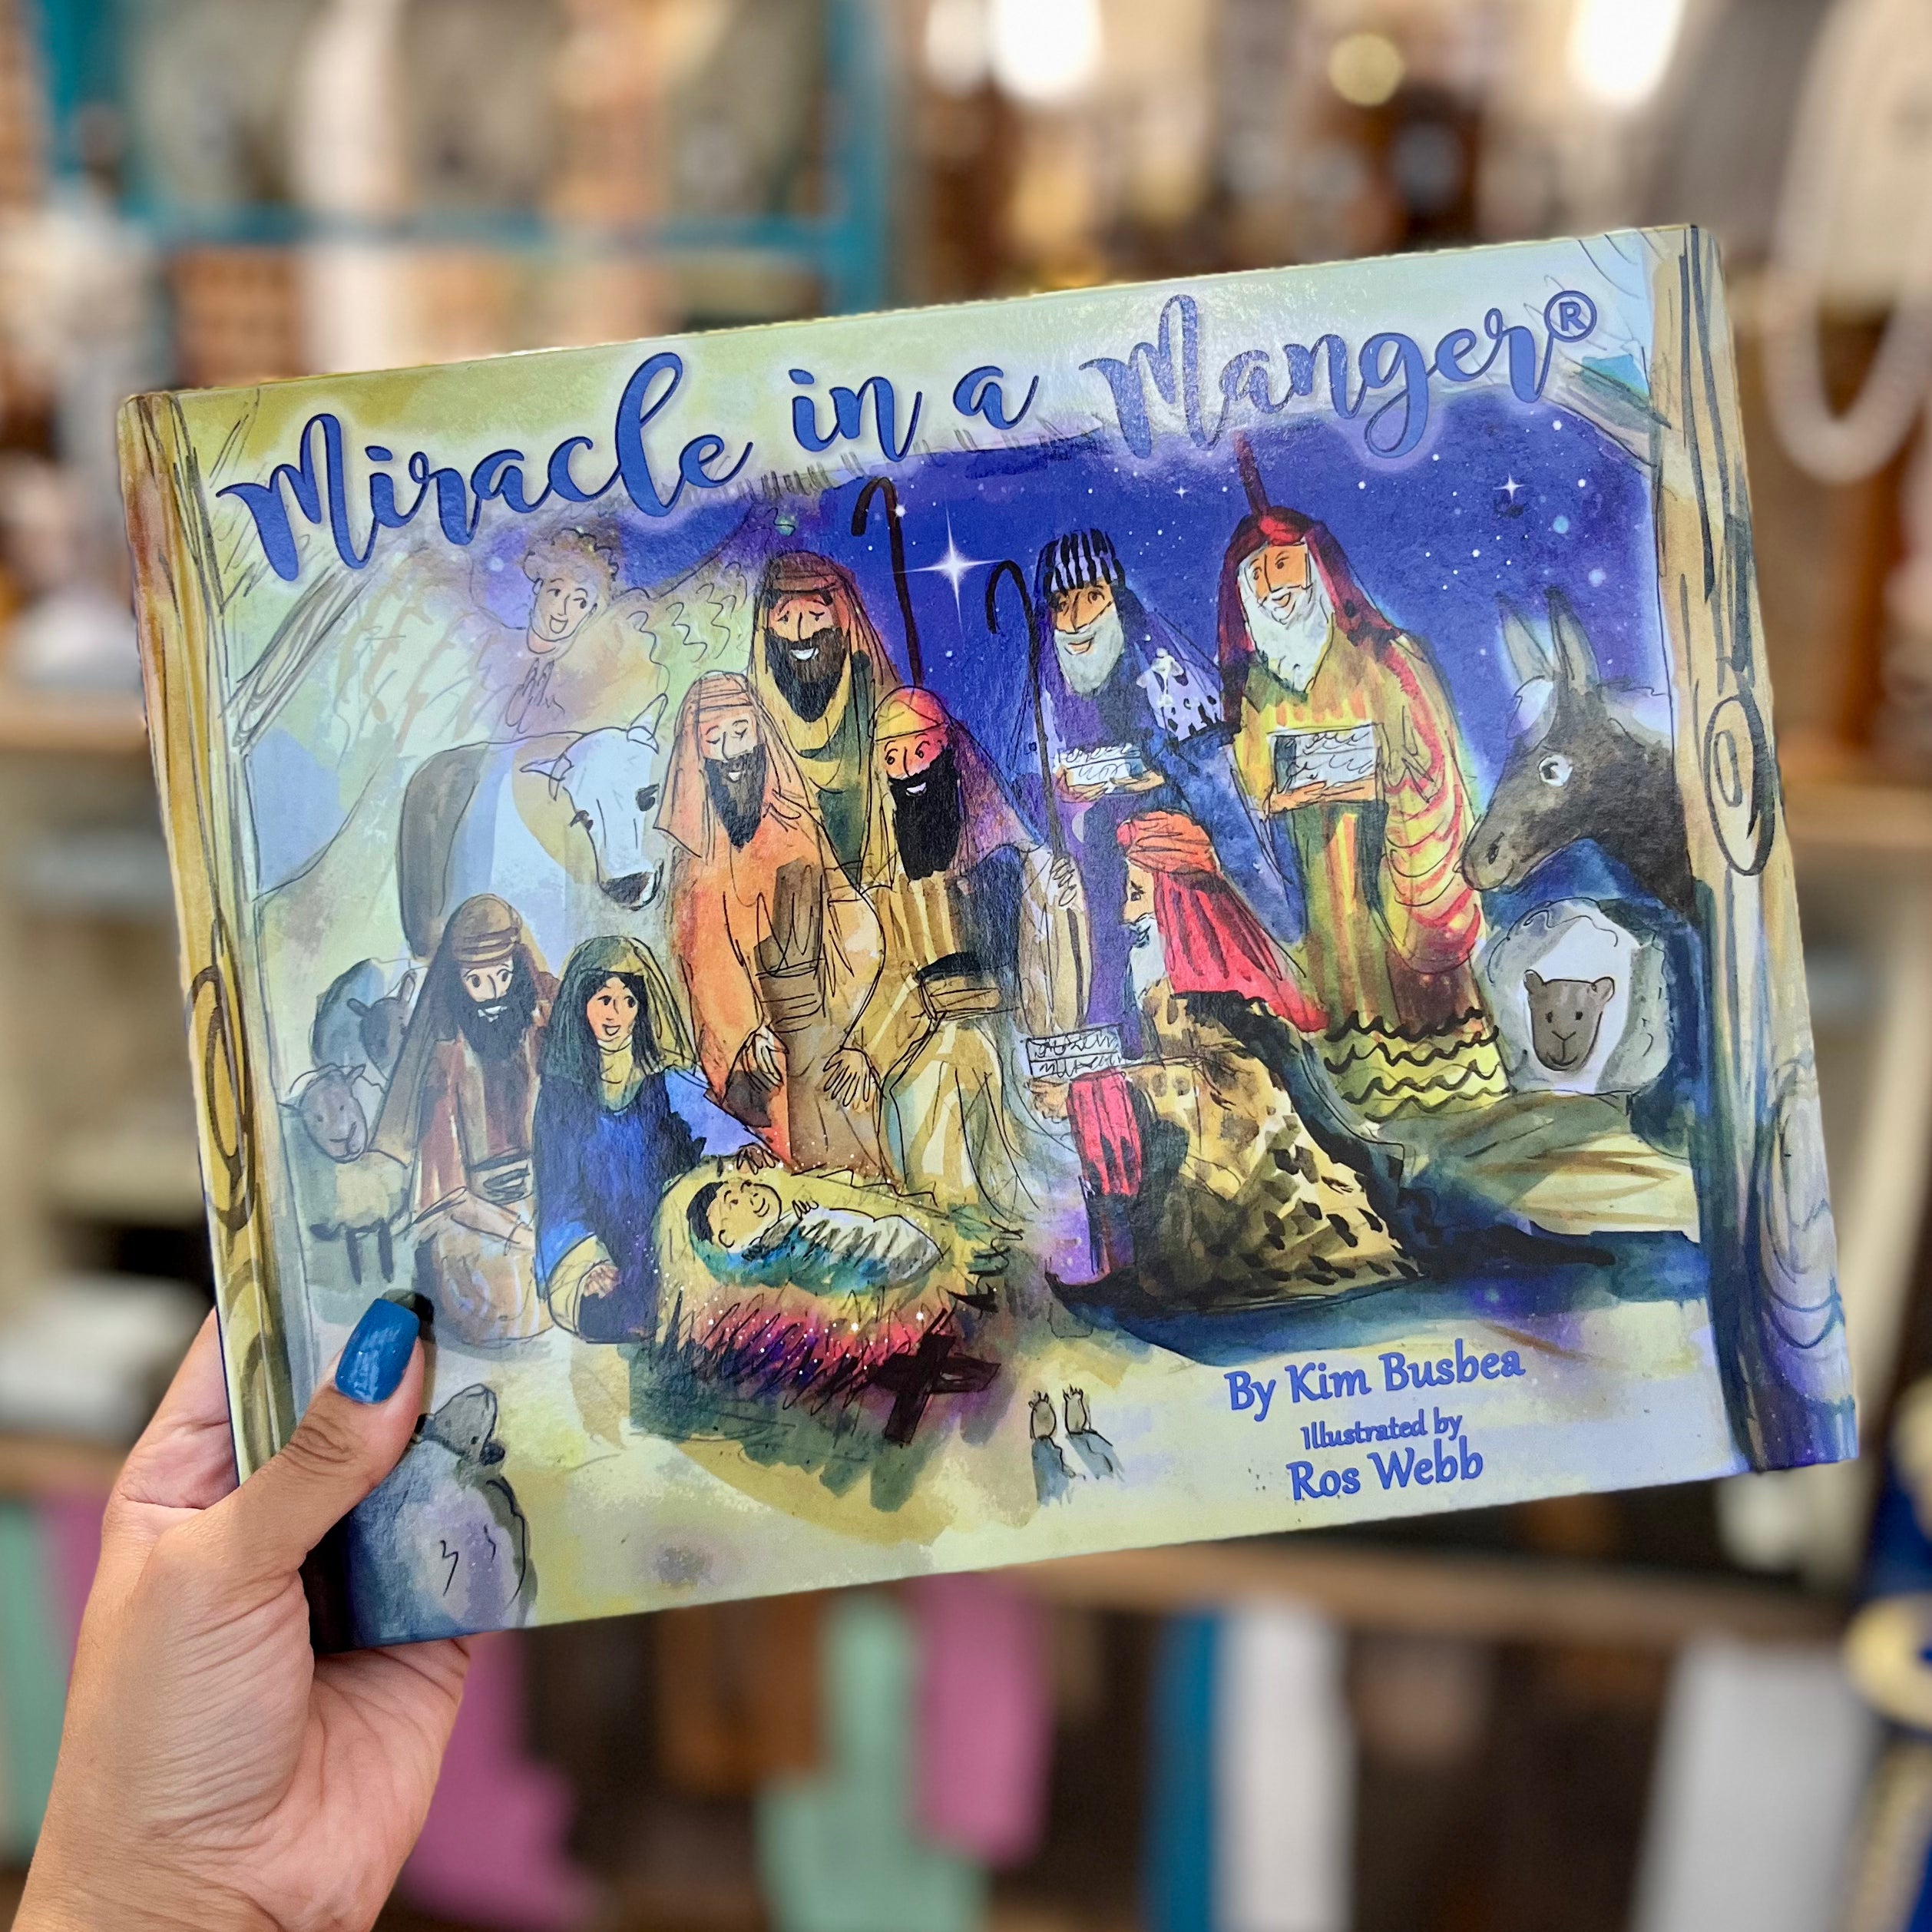 Miracle in a Manger®
By Kim Busbea
Illustrated by
Ros Webb